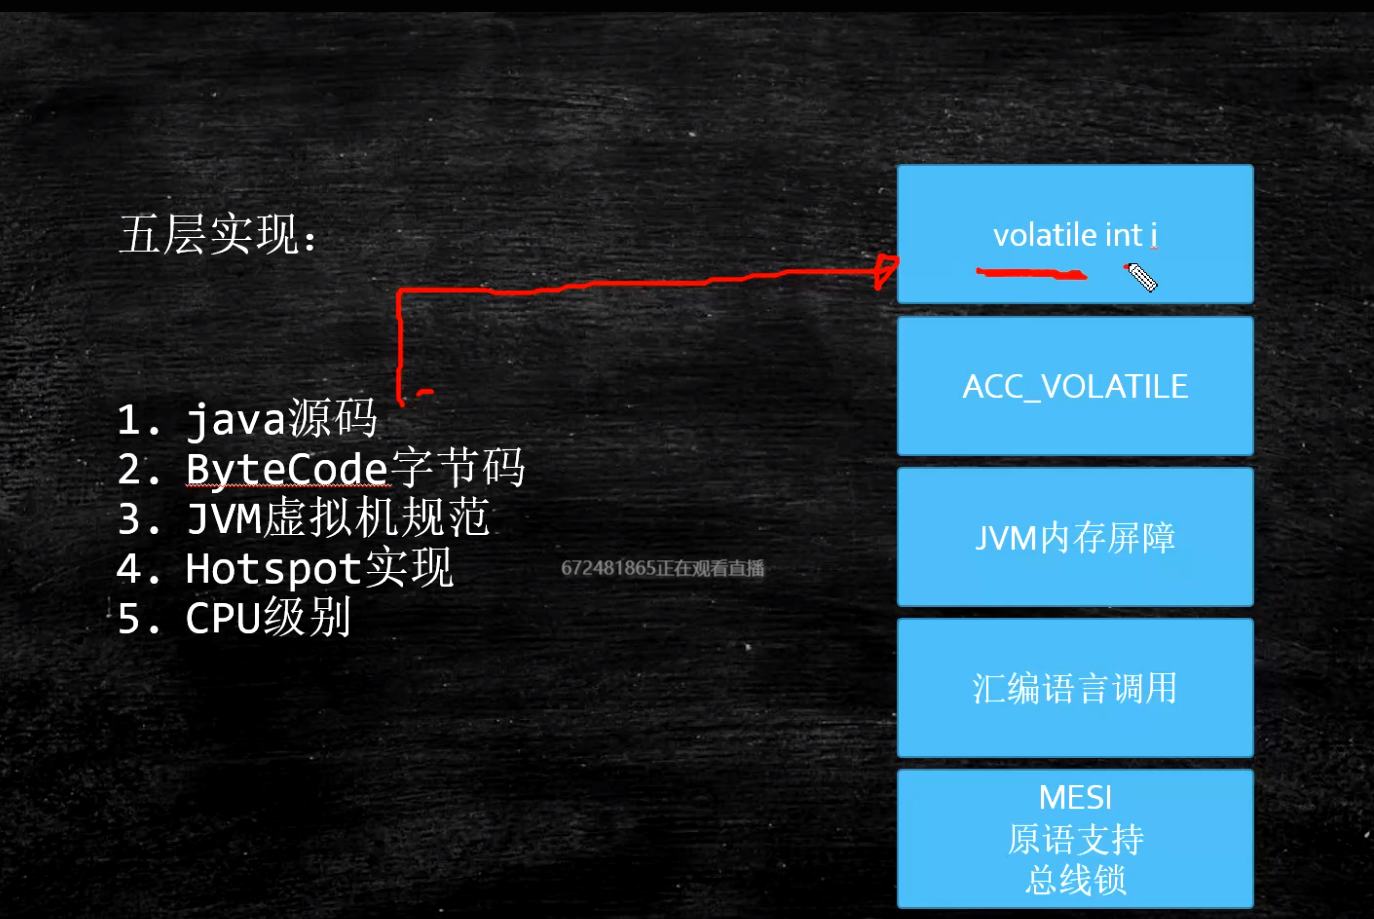 五层实现：
1. java源码
2. ByteCode字节码
3. JVM虚拟机规范
4. Hotspot实现
5. CPU级别
672481865正在观看直播
volatile int i
ACC_VOLATILE
JVM内存屏障
汇编语言调用
MESI
原语支持
总线锁